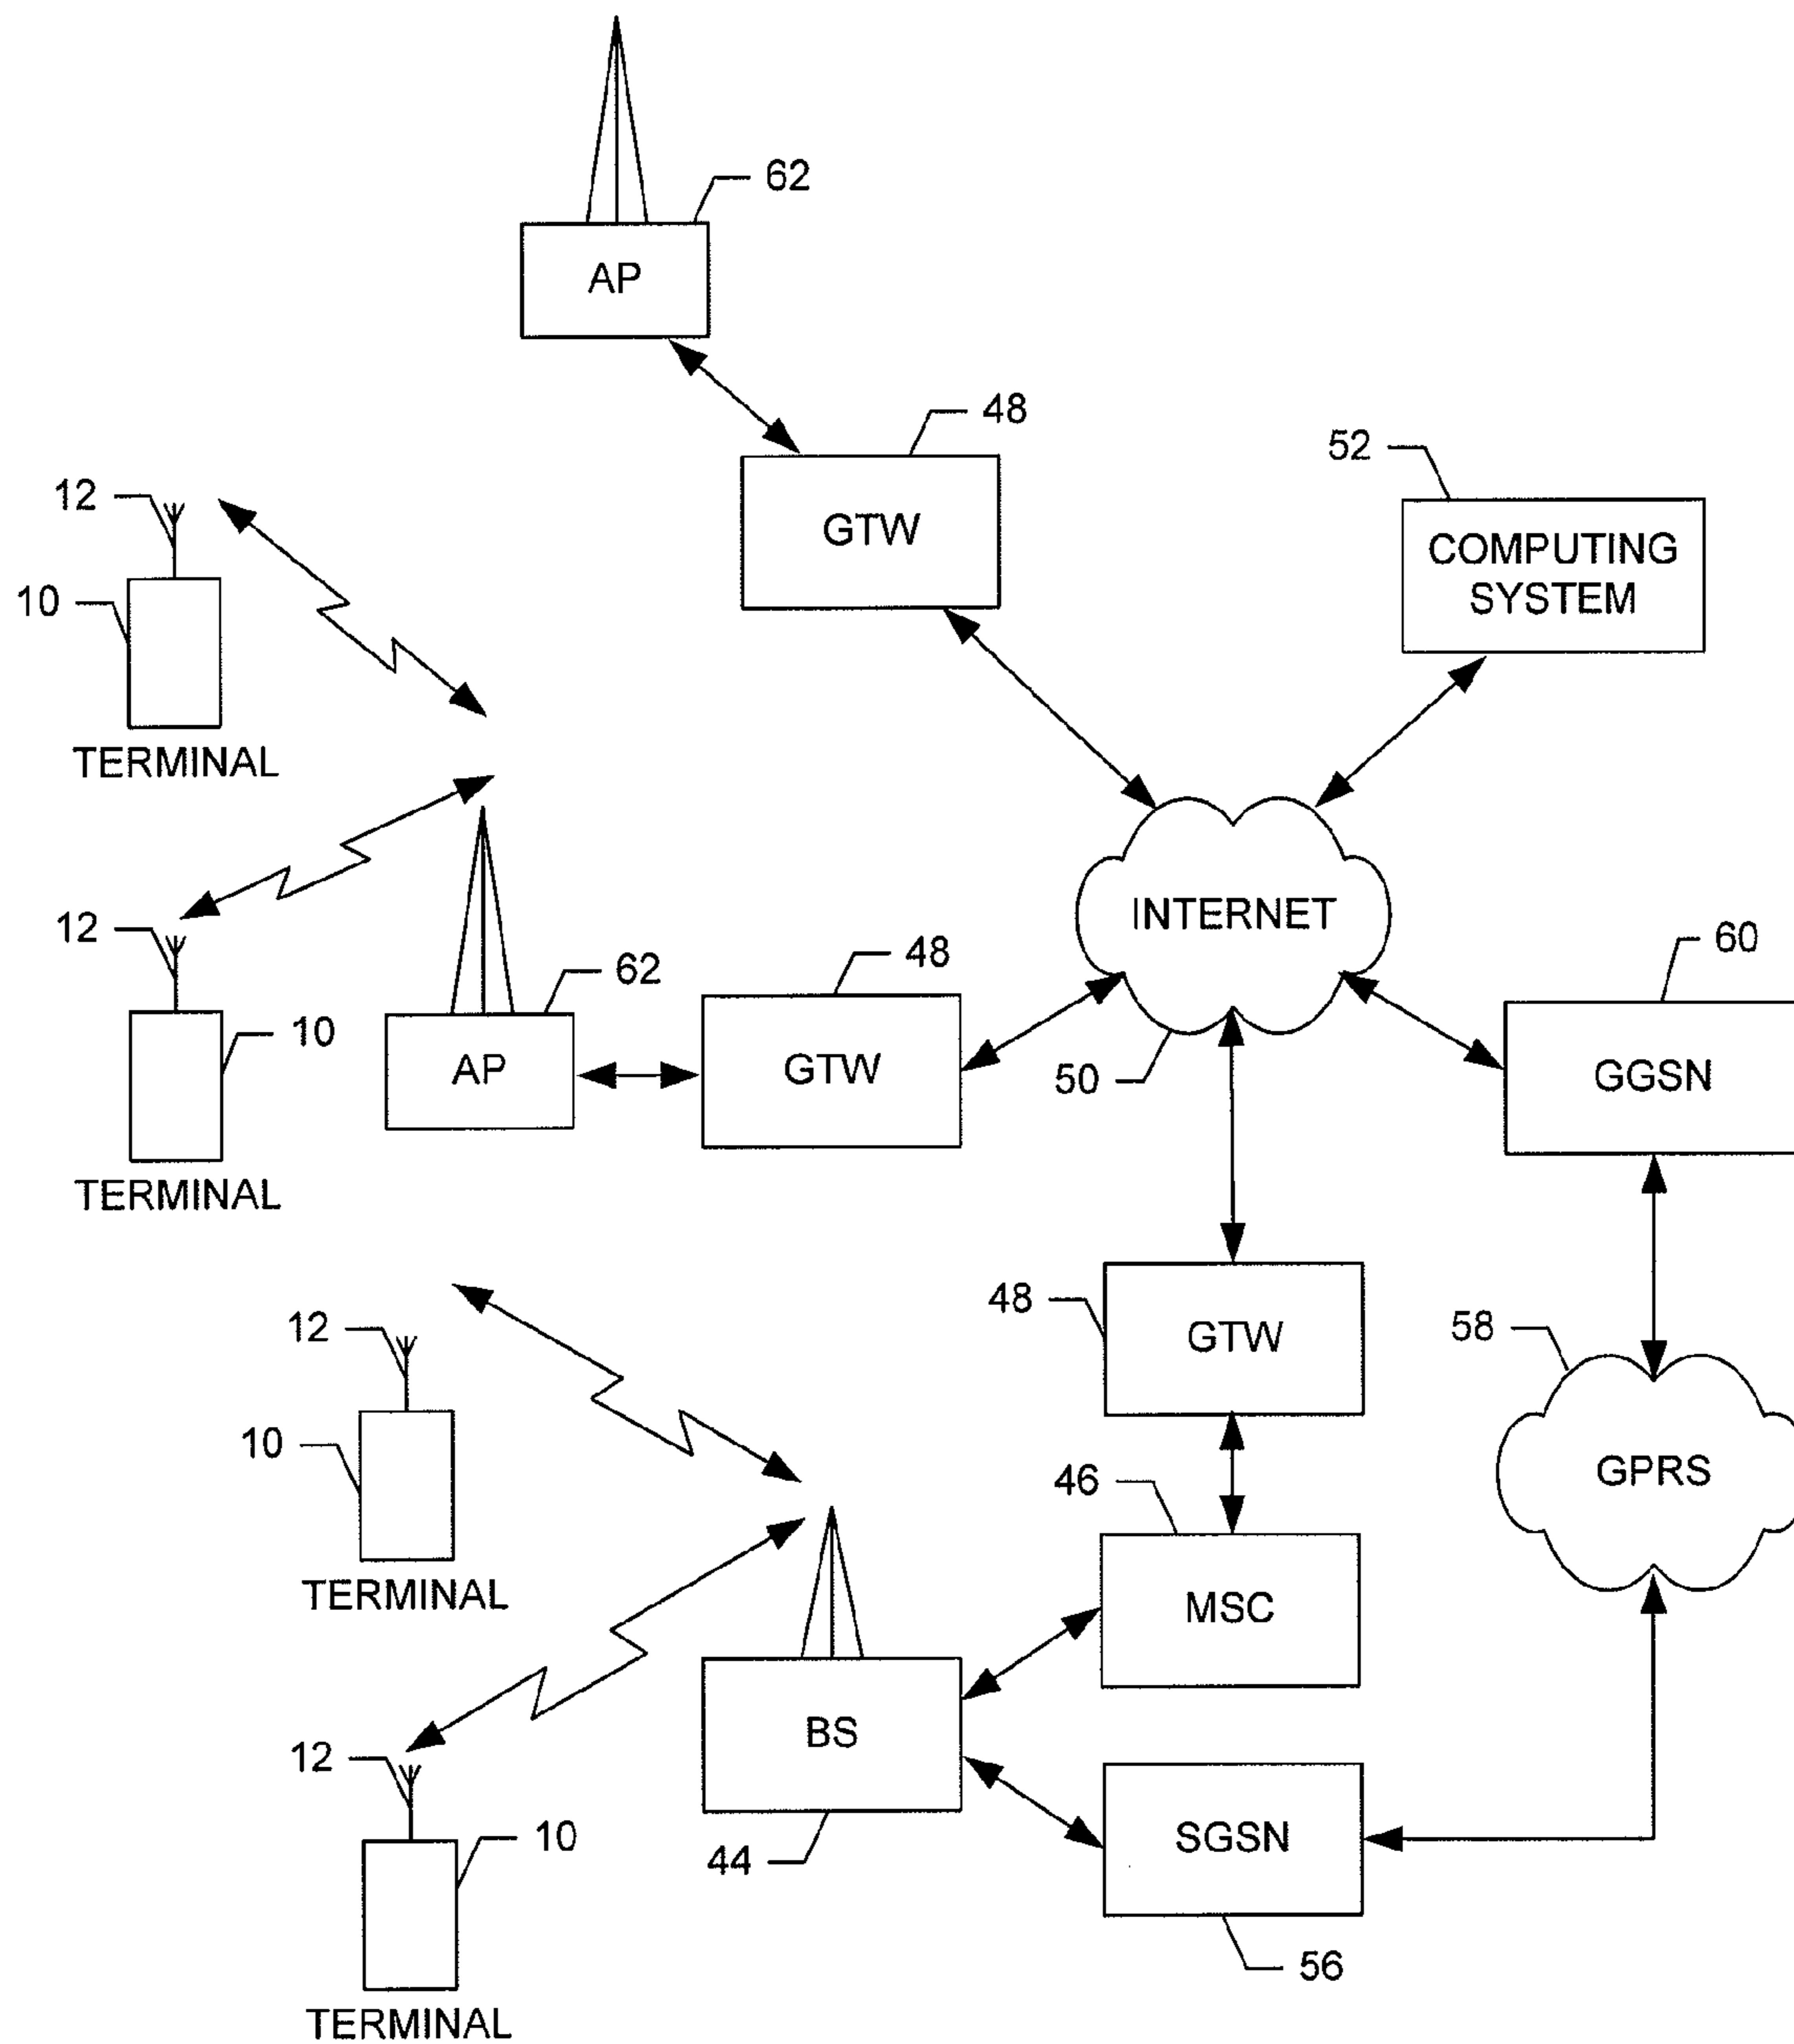 62
AP
48
GTW
52
COMPUTING
SYSTEM
12
10
TERMINAL
INTERNET
50
12
10
TERMINAL
62
AP
48
GTW
60
GGSN
48
GTW
58
GPRS
12
10
TERMINAL
46
MSC
BS
44
12
10
TERMINAL
SGSN
56